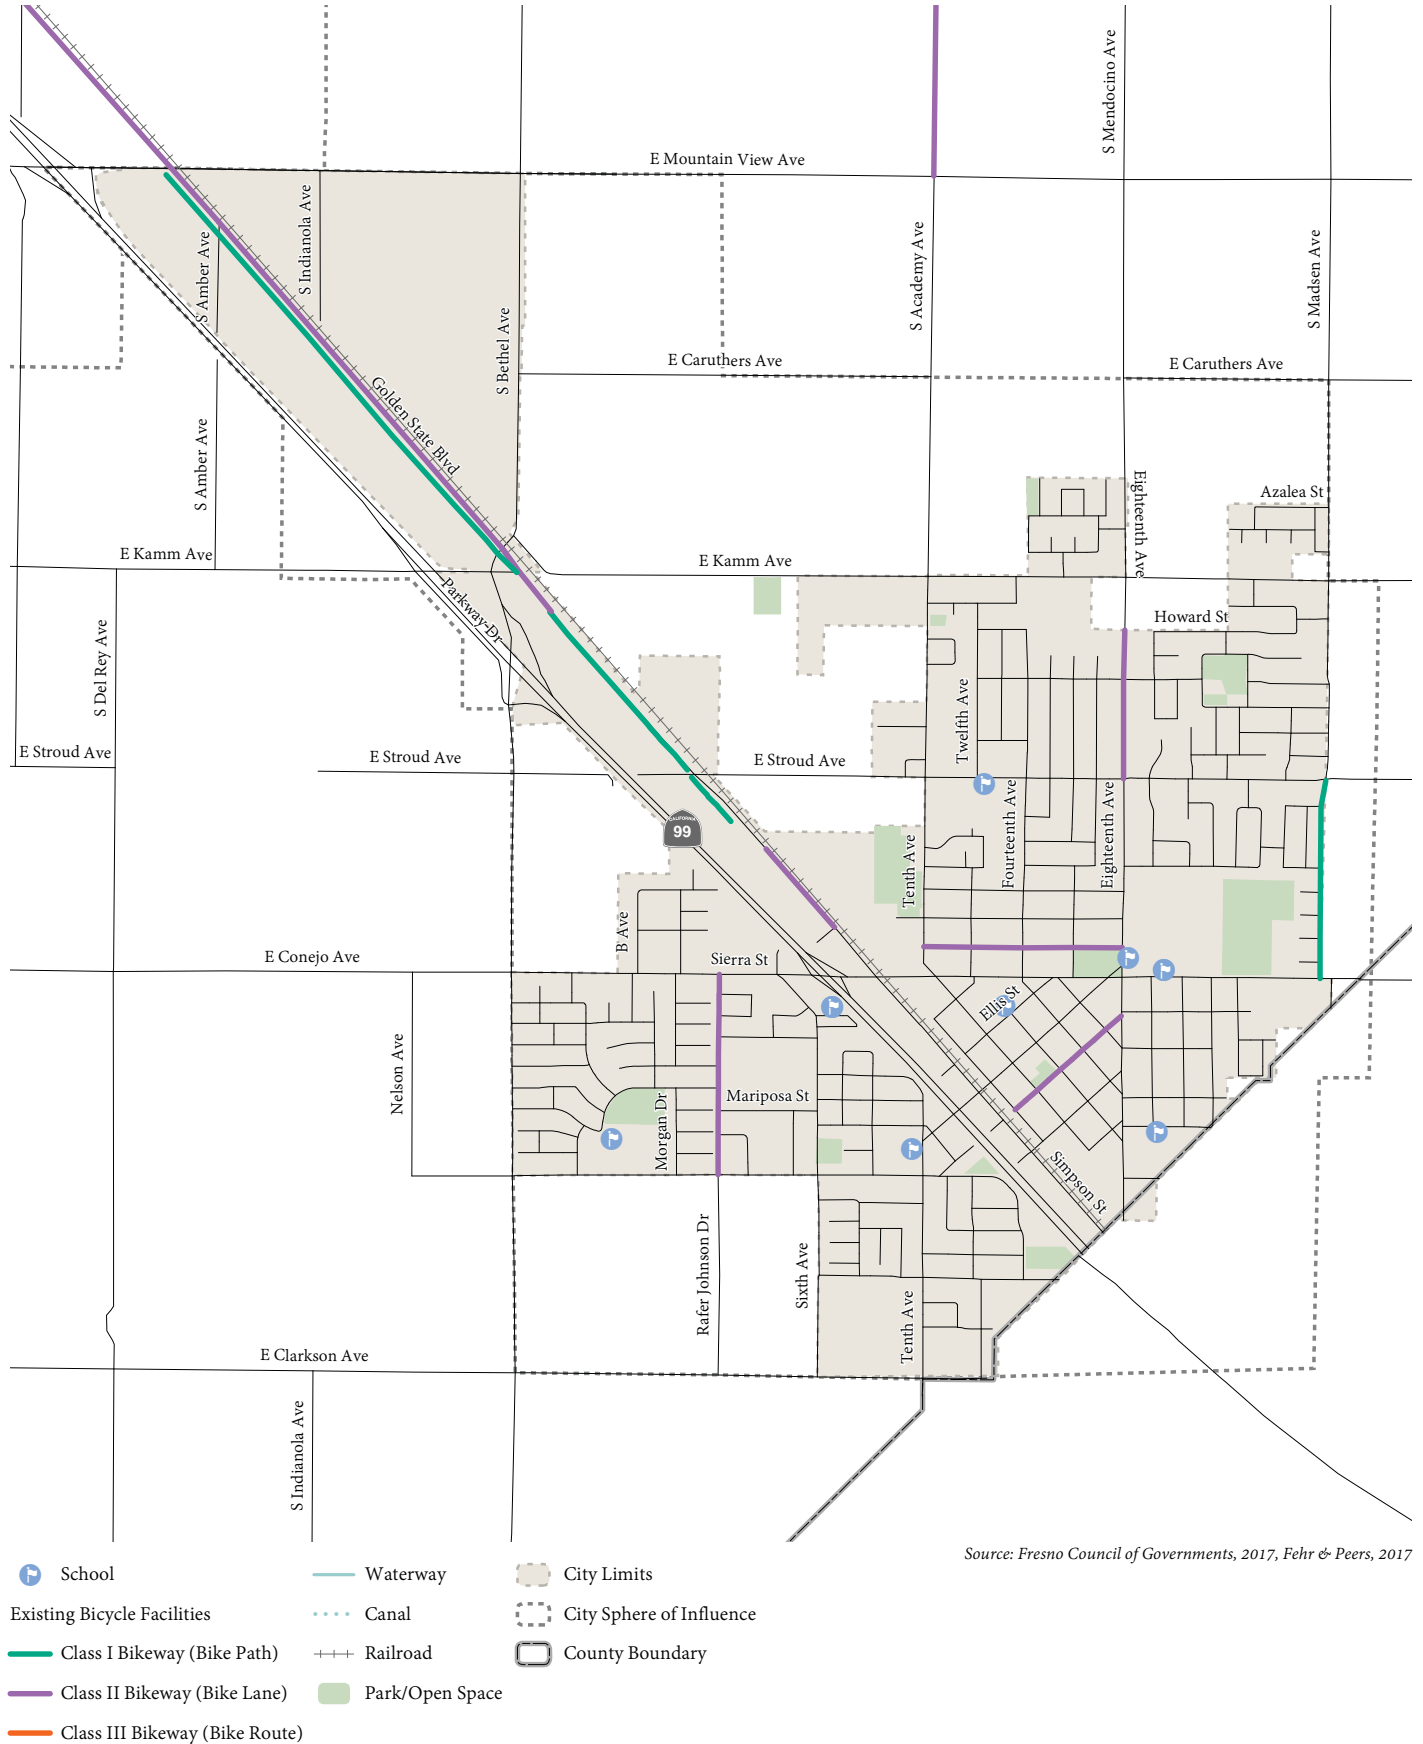 S Mendocino Ave
E Mountain View Ave
S Indianola Ave
S Amber Ave
S Academy Ave
S Madsen Ave
S Bethel Ave
E Caruthers Ave
E Caruthers Ave
Golden State Blvd
S Amber Ave
Eighteenth Ave
Azalea St
E Kamm Ave
E Kamm Ave
Parkway Dr
Howard St
S Del Rey Ave
Twelfth Ave
E Stroud Ave
E Stroud Ave
E Stroud Ave
CALIFORNIA
99
Fourteenth Ave
Eighteenth Ave
Tenth Ave
B Ave
E Conejo Ave
Sierra St
Ellis St
Nelson Ave
Mariposa St
Morgan Dr
Simpson St
Rafer Johnson Dr
Sixth Ave
Tenth Ave
E Clarkson Ave
S Indianola Ave
Source: Fresno Council of Governments, 2017, Fehr & Peers, 2017
School
Existing Bicycle Facilities
Class I Bikeway (Bike Path)
Class II Bikeway (Bike Lane)
Class III Bikeway (Bike Route)
Waterway
Canal
Railroad
Park/Open Space
City Limits
City Sphere of Influence
County Boundary